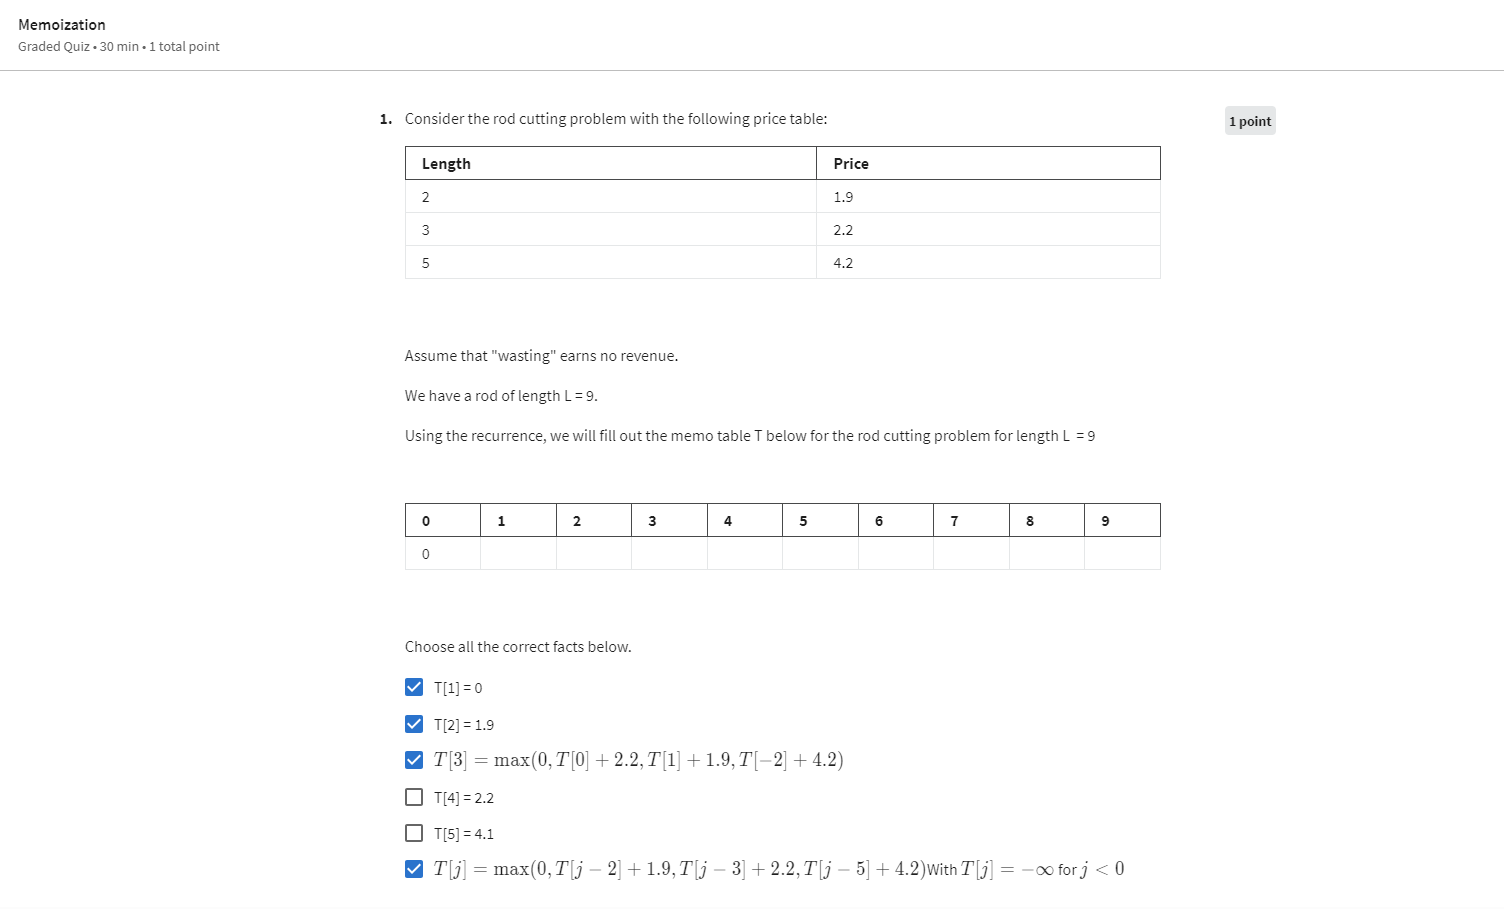 Memoization
Graded Quiz • 30 min • 1 total point
1. Consider the rod cutting problem with the following price table:
1 point
Length Price
2 1.9
3 2.2
5 4.2
Assume that "wasting" earns no revenue.
We have a rod of length L = 9.
Using the recurrence, we will fill out the memo table T below for the rod cutting problem for length L = 9
0 1 2 3 4 5 6 7 8 9
0
Choose all the correct facts below.
T[1] = 0
T[2] = 1.9
T[3] = max(0, T[0] + 2.2, T[1] + 1.9, T[−2] + 4.2)
T[4] = 2.2
T[5] = 4.1
T[j] = max(0, T[j − 2] + 1.9, T[j − 3] + 2.2, T[j − 5] + 4.2)With T[j] = −∞ for j < 0